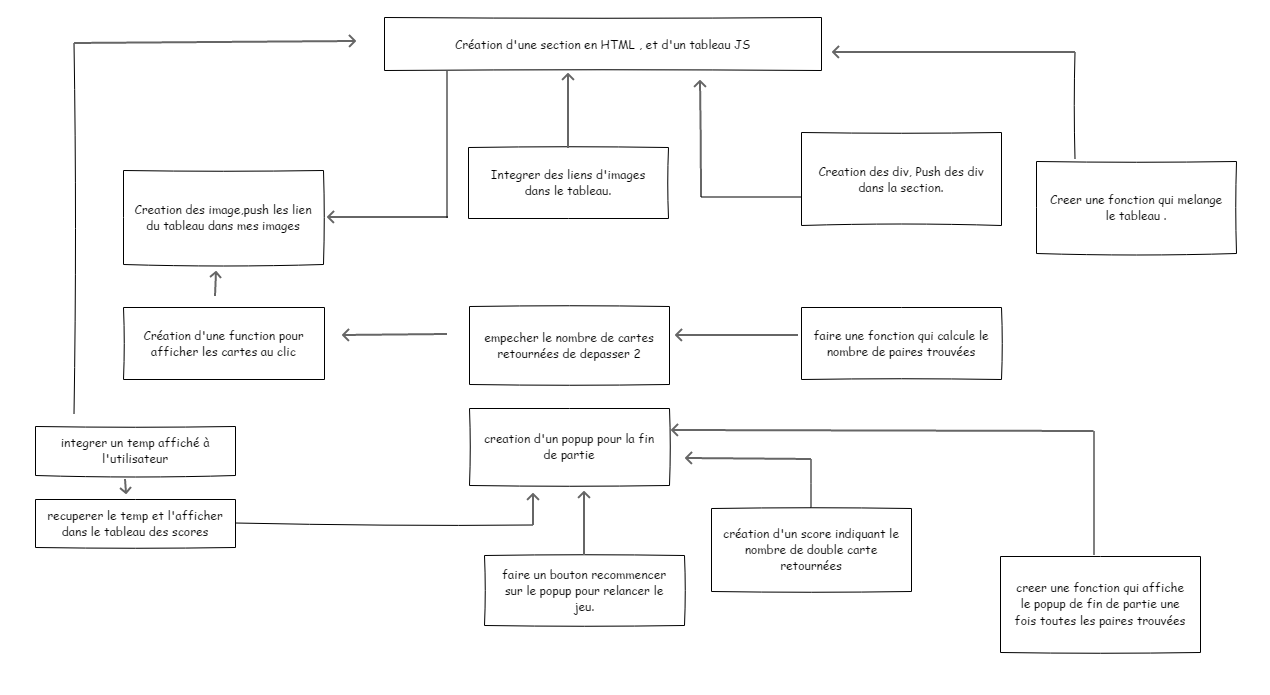 Création d'une section en HTML , et d'un tableau JS
Integrer des liens d'images
dans le tableau.
Creation des div, Push des div
dans la section.
Creer une fonction qui melange
le tableau .
Creation des image,push les lien
du tableau dans mes images
Création d'une function pour
afficher les cartes au clic
empecher le nombre de cartes
retournées de depasser 2
faire une fonction qui calcule le
nombre de paires trouvées
integrer un temp affiché à
l'utilisateur
creation d'un popup pour la fin
de partie
recuperer le temp et l'afficher
dans le tableau des scores
création d'un score indiquant le
nombre de double carte
retournées
faire un bouton recommencer
sur le popup pour relancer le
jeu.
creer une fonction qui affiche
le popup de fin de partie une
fois toutes les paires trouvées